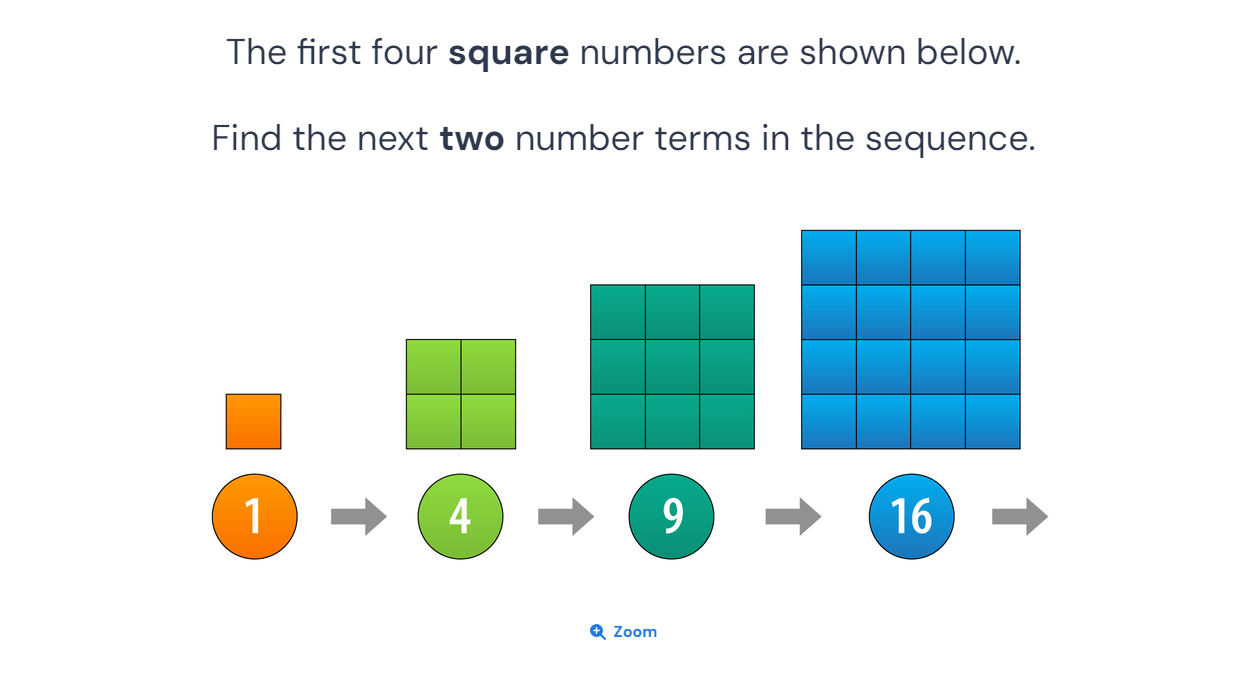 The first four square numbers are shown below.
Find the next two number terms in the sequence.
1 4 9 16
Zoom